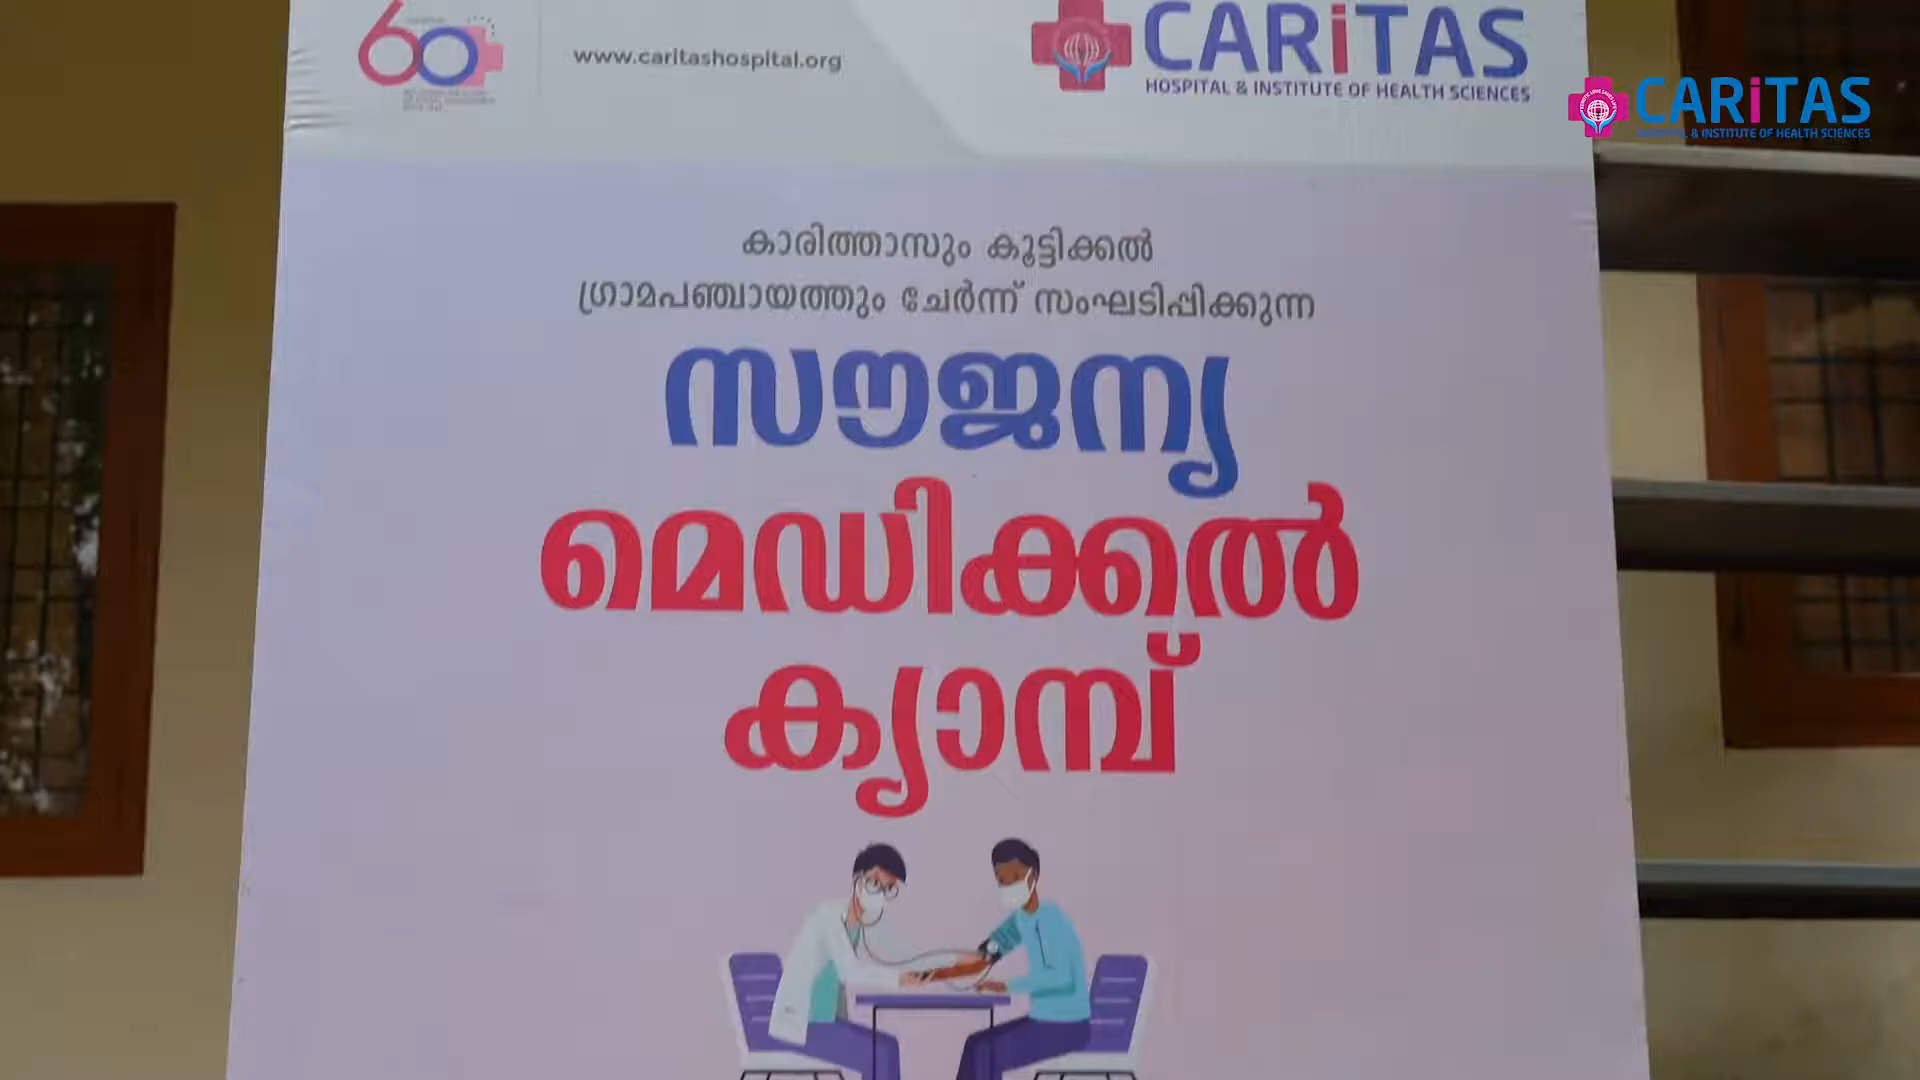 60
www.caritashospital.org
CARiTAS
HOSPITAL & INSTITUTE OF HEALTH SCIENCES
CARiTAS
HOSPITAL & INSTITUTE OF HEALTH SCIENCES
കാരിത്താസും കൂട്ടിക്കൽ
ഗ്രാമപഞ്ചായത്തും ചേർന്ന് സംഘടിപ്പിക്കുന്ന
സൗജന്യ
മെഡിക്കൽ
ക്യാമ്പ്